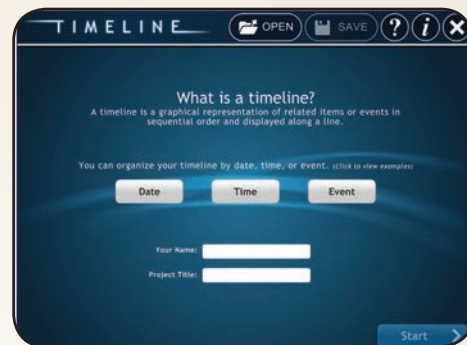 TIMELINE
OPEN
SAVE
?
i
X
What is a timeline?
A timeline is a graphical representation of related items or events in
sequential order and displayed along a line.
You can organize your timeline by date, time, or event. (Click to view examples)
Date Time Event
Your Name:
Project Title:
Start